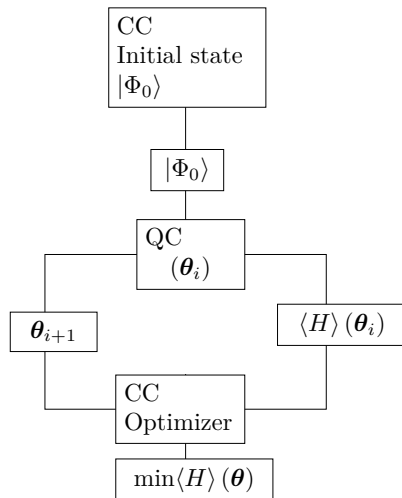 CC
Initial state
|Φ₀⟩
|Φ₀⟩
QC
(𝜽ᵢ)
𝜽ᵢ₊₁
⟨H⟩ (𝜽ᵢ)
CC
Optimizer
min⟨H⟩ (𝜽)